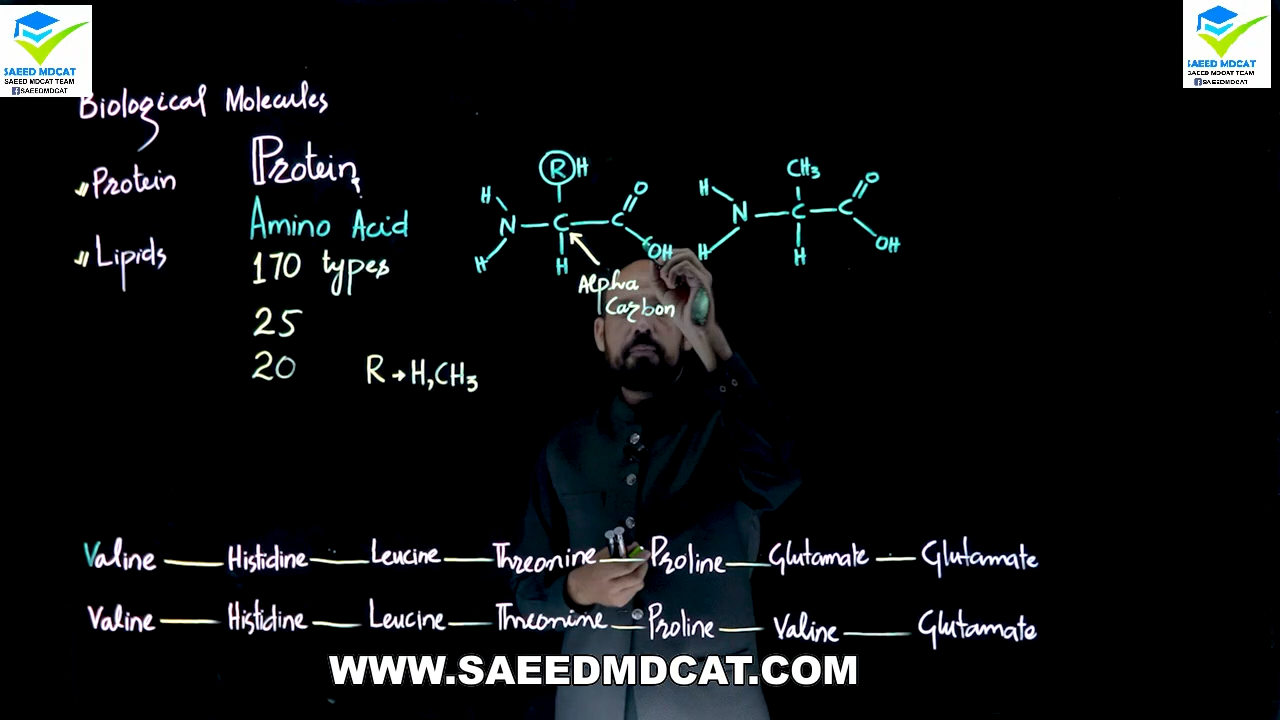 SAEED MDCAT
SAEED MDCAT TEAM
SAEEDMDCAT
SAEED MDCAT
SAEED MDCAT TEAM
SAEEDMDCAT
Biological Molecules
Protein
Lipids
Protein
Amino Acid
170 types
25
20
R → H, CH3
R H
H
N C C O
H H OH
Alpha
Carbon
CH3
H
N C C O
H H OH
Valine — Histidine — Leucine — Threonine — Proline — Glutamate — Glutamate
Valine — Histidine — Leucine — Threonine — Proline — Valine — Glutamate
WWW.SAEEDMDCAT.COM